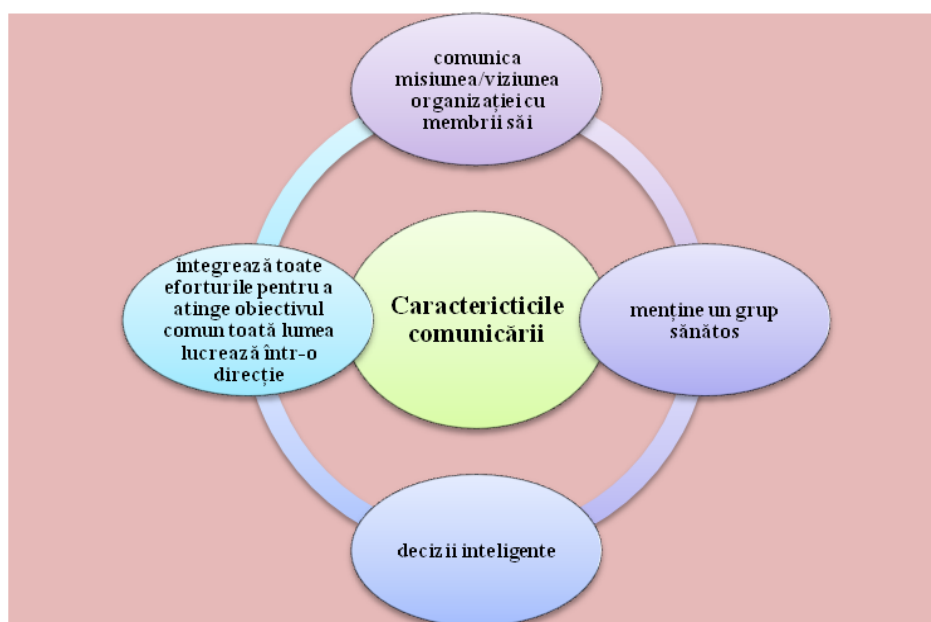 comunica
misiunea/viziunea
organizației cu
membrii săi
integrează toate
eforturile pentru a
atinge obiectivul
comun toată lumea
lucrează într-o
direcție
Caractericticile
comunicării
menține un grup
sănătos
decizii inteligente